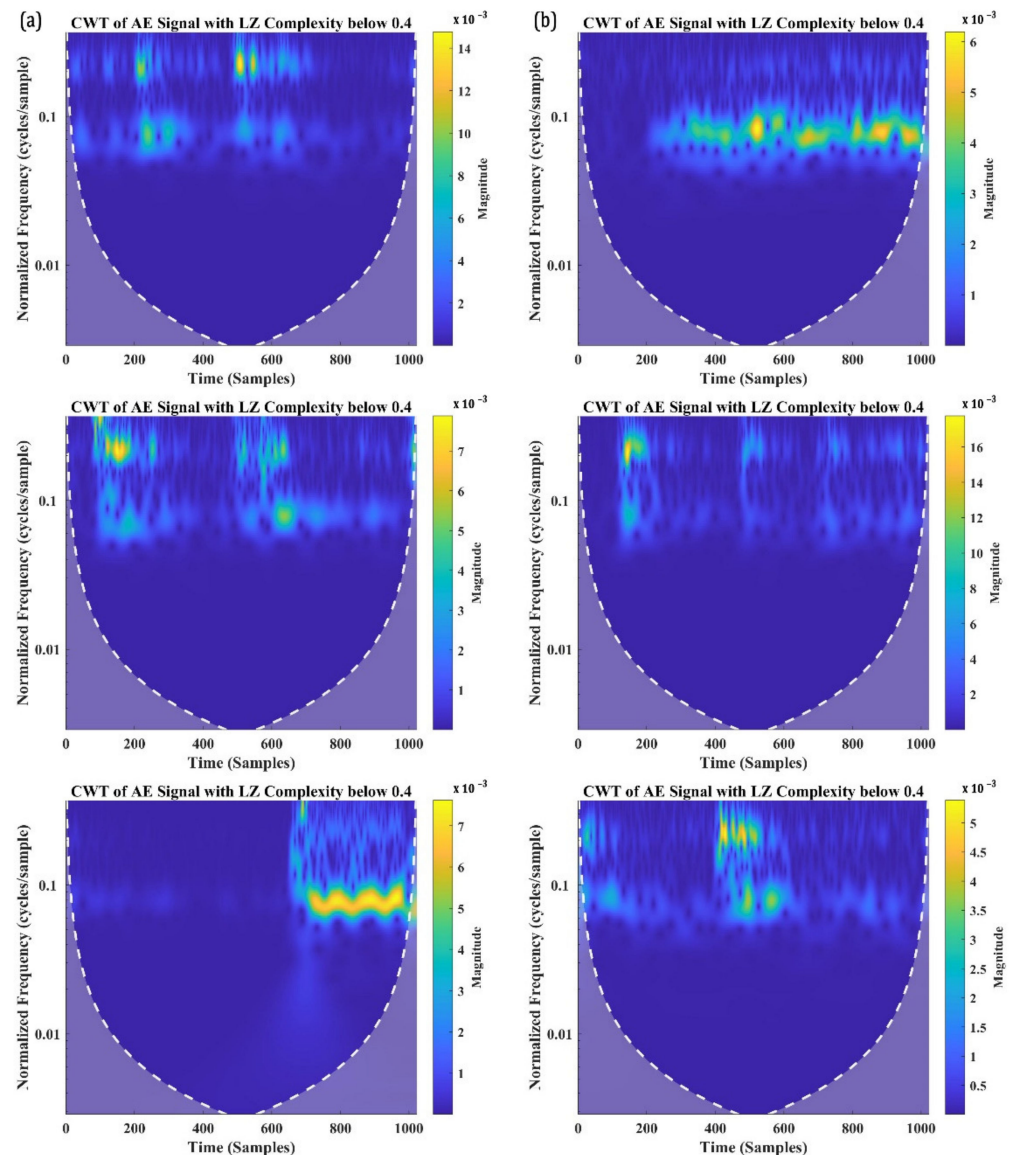 (a)
CWT of AE Signal with LZ Complexity below 0.4
x 10⁻³
Normalized Frequency (cycles/sample)
0.1
0.01
0 200 400 600 800 1000
Time (Samples)
14
12
10
8
6
4
2
Magnitude
(b)
CWT of AE Signal with LZ Complexity below 0.4
x 10⁻³
Normalized Frequency (cycles/sample)
0.1
0.01
0 200 400 600 800 1000
Time (Samples)
6
5
4
3
2
1
Magnitude
CWT of AE Signal with LZ Complexity below 0.4
x 10⁻³
Normalized Frequency (cycles/sample)
0.1
0.01
0 200 400 600 800 1000
Time (Samples)
7
6
5
4
3
2
1
Magnitude
CWT of AE Signal with LZ Complexity below 0.4
x 10⁻³
Normalized Frequency (cycles/sample)
0.1
0.01
0 200 400 600 800 1000
Time (Samples)
16
14
12
10
8
6
4
2
Magnitude
CWT of AE Signal with LZ Complexity below 0.4
x 10⁻³
Normalized Frequency (cycles/sample)
0.1
0.01
0 200 400 600 800 1000
Time (Samples)
7
6
5
4
3
2
1
Magnitude
CWT of AE Signal with LZ Complexity below 0.4
x 10⁻³
Normalized Frequency (cycles/sample)
0.1
0.01
0 200 400 600 800 1000
Time (Samples)
5
4.5
4
3.5
3
2.5
2
1.5
1
0.5
Magnitude